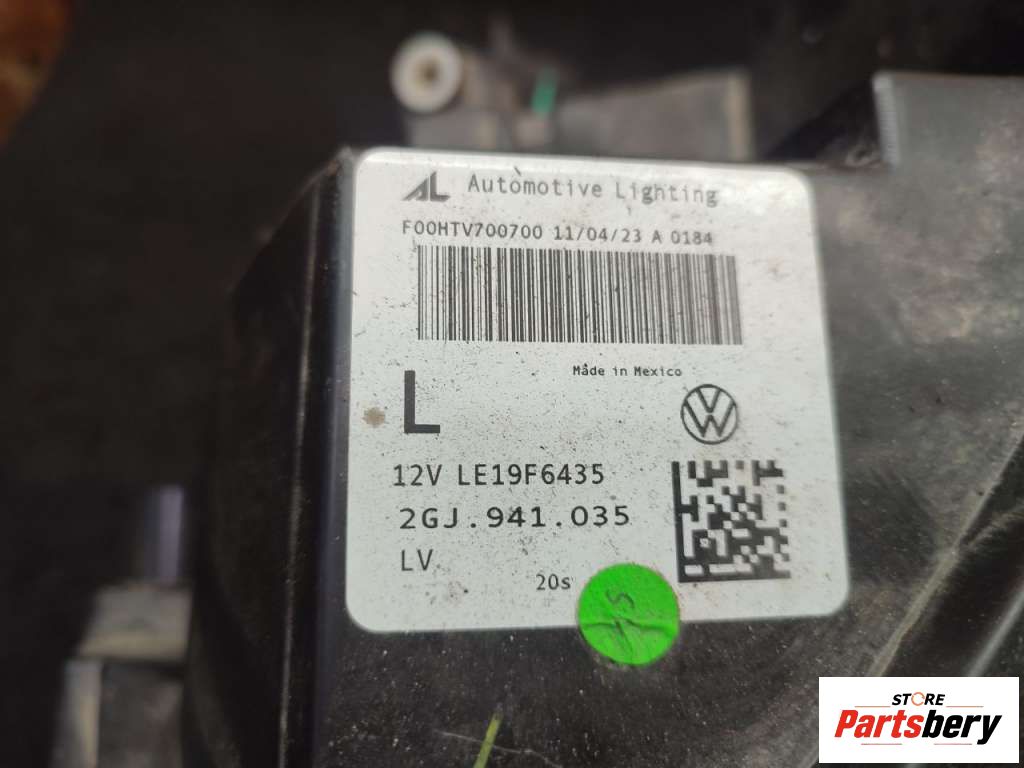 AL Automotive Lighting
F00HTV700700 11/04/23 A 0184
Made in Mexico
L
12V LE19F6435
2GJ.941.035
LV
20s
STORE
Partsbery